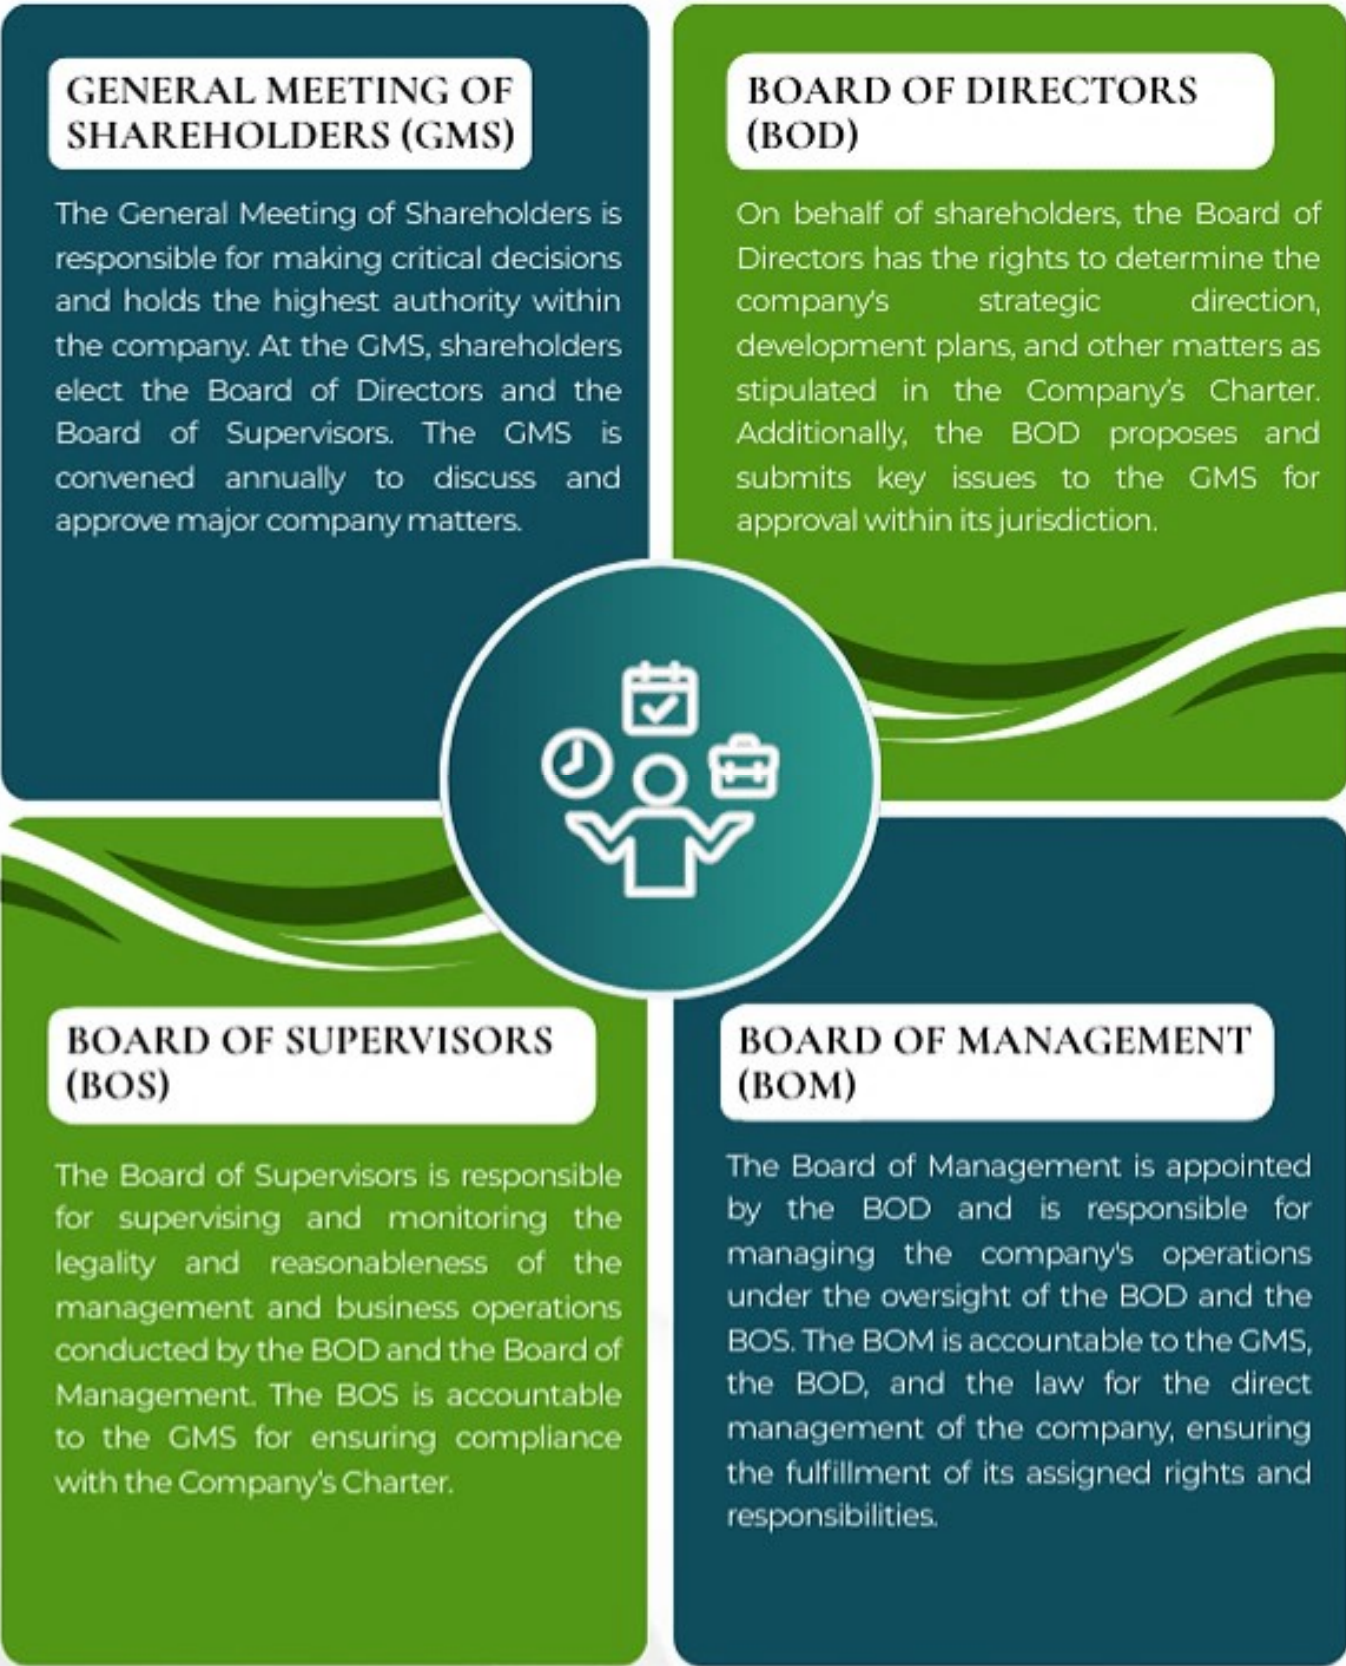 GENERAL MEETING OF
SHAREHOLDERS (GMS)
The General Meeting of Shareholders is
responsible for making critical decisions
and holds the highest authority within
the company. At the GMS, shareholders
elect the Board of Directors and the
Board of Supervisors. The GMS is
convened annually to discuss and
approve major company matters.
BOARD OF DIRECTORS
(BOD)
On behalf of shareholders, the Board of
Directors has the rights to determine the
company's strategic direction,
development plans, and other matters as
stipulated in the Company's Charter.
Additionally, the BOD proposes and
submits key issues to the GMS for
approval within its jurisdiction.
BOARD OF SUPERVISORS
(BOS)
The Board of Supervisors is responsible
for supervising and monitoring the
legality and reasonableness of the
management and business operations
conducted by the BOD and the Board of
Management. The BOS is accountable
to the GMS for ensuring compliance
with the Company's Charter.
BOARD OF MANAGEMENT
(BOM)
The Board of Management is appointed
by the BOD and is responsible for
managing the company's operations
under the oversight of the BOD and the
BOS. The BOM is accountable to the GMS,
the BOD, and the law for the direct
management of the company, ensuring
the fulfillment of its assigned rights and
responsibilities.